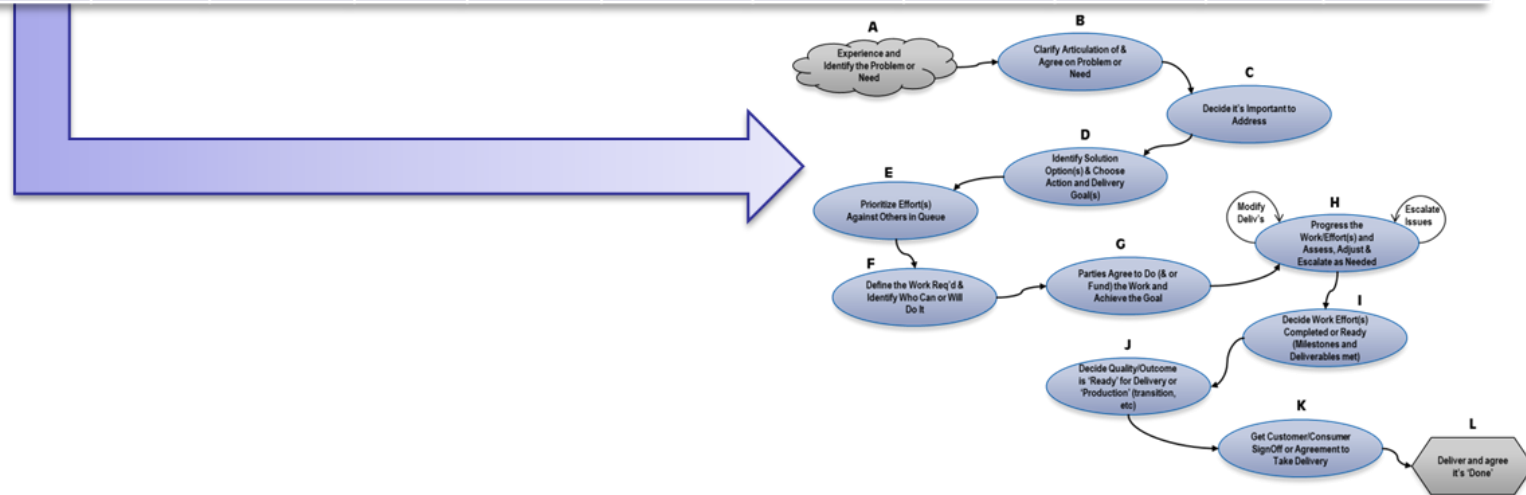 A
Experience and
Identify the Problem or
Need
B
Clarify Articulation of &
Agree on Problem or
Need
C
Decide it's Important to
Address
D
Identify Solution
Option(s) & Choose
Action and Delivery
Goal(s)
E
Prioritize Effort(s)
Against Others in Queue
F
Define the Work Req'd &
Identify Who Can or Will
Do It
G
Parties Agree to Do (& or
Fund) the Work and
Achieve the Goal
H
Modify
Deliv's
Escalate
Issues
Progress the
Work/Effort(s) and
Assess, Adjust &
Escalate as Needed
I
Decide Work Effort(s)
Completed or Ready
(Milestones and
Deliverables met)
J
Decide Quality/Outcome
is 'Ready' for Delivery or
'Production' (transition,
etc)
K
Get Customer/Consumer
SignOff or Agreement to
Take Delivery
L
Deliver and agree
it's 'Done'